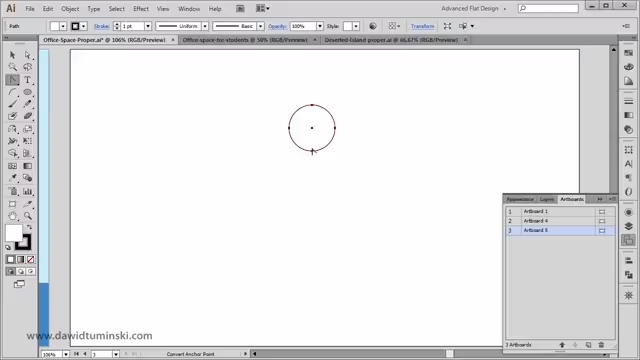 Ai File Edit Object Type Select Effect View Window Help Br Advanced Flat Design
Path Stroke: 1 pt Uniform Basic Opacity: 100% Style: Transform
Office-Space-Proper.ai* @ 106% (RGB/Preview) × Office-space-for-students @ 50% (RGB/Preview) × Deserted-Island-proper.ai @ 66,67% (RGB/Preview) ×
Appearance Layers Artboards
1 Artboard 1
2 Artboard 4
3 Artboard 5
3 Artboards
www.dawidtuminski.com
106% 3 Convert Anchor Point